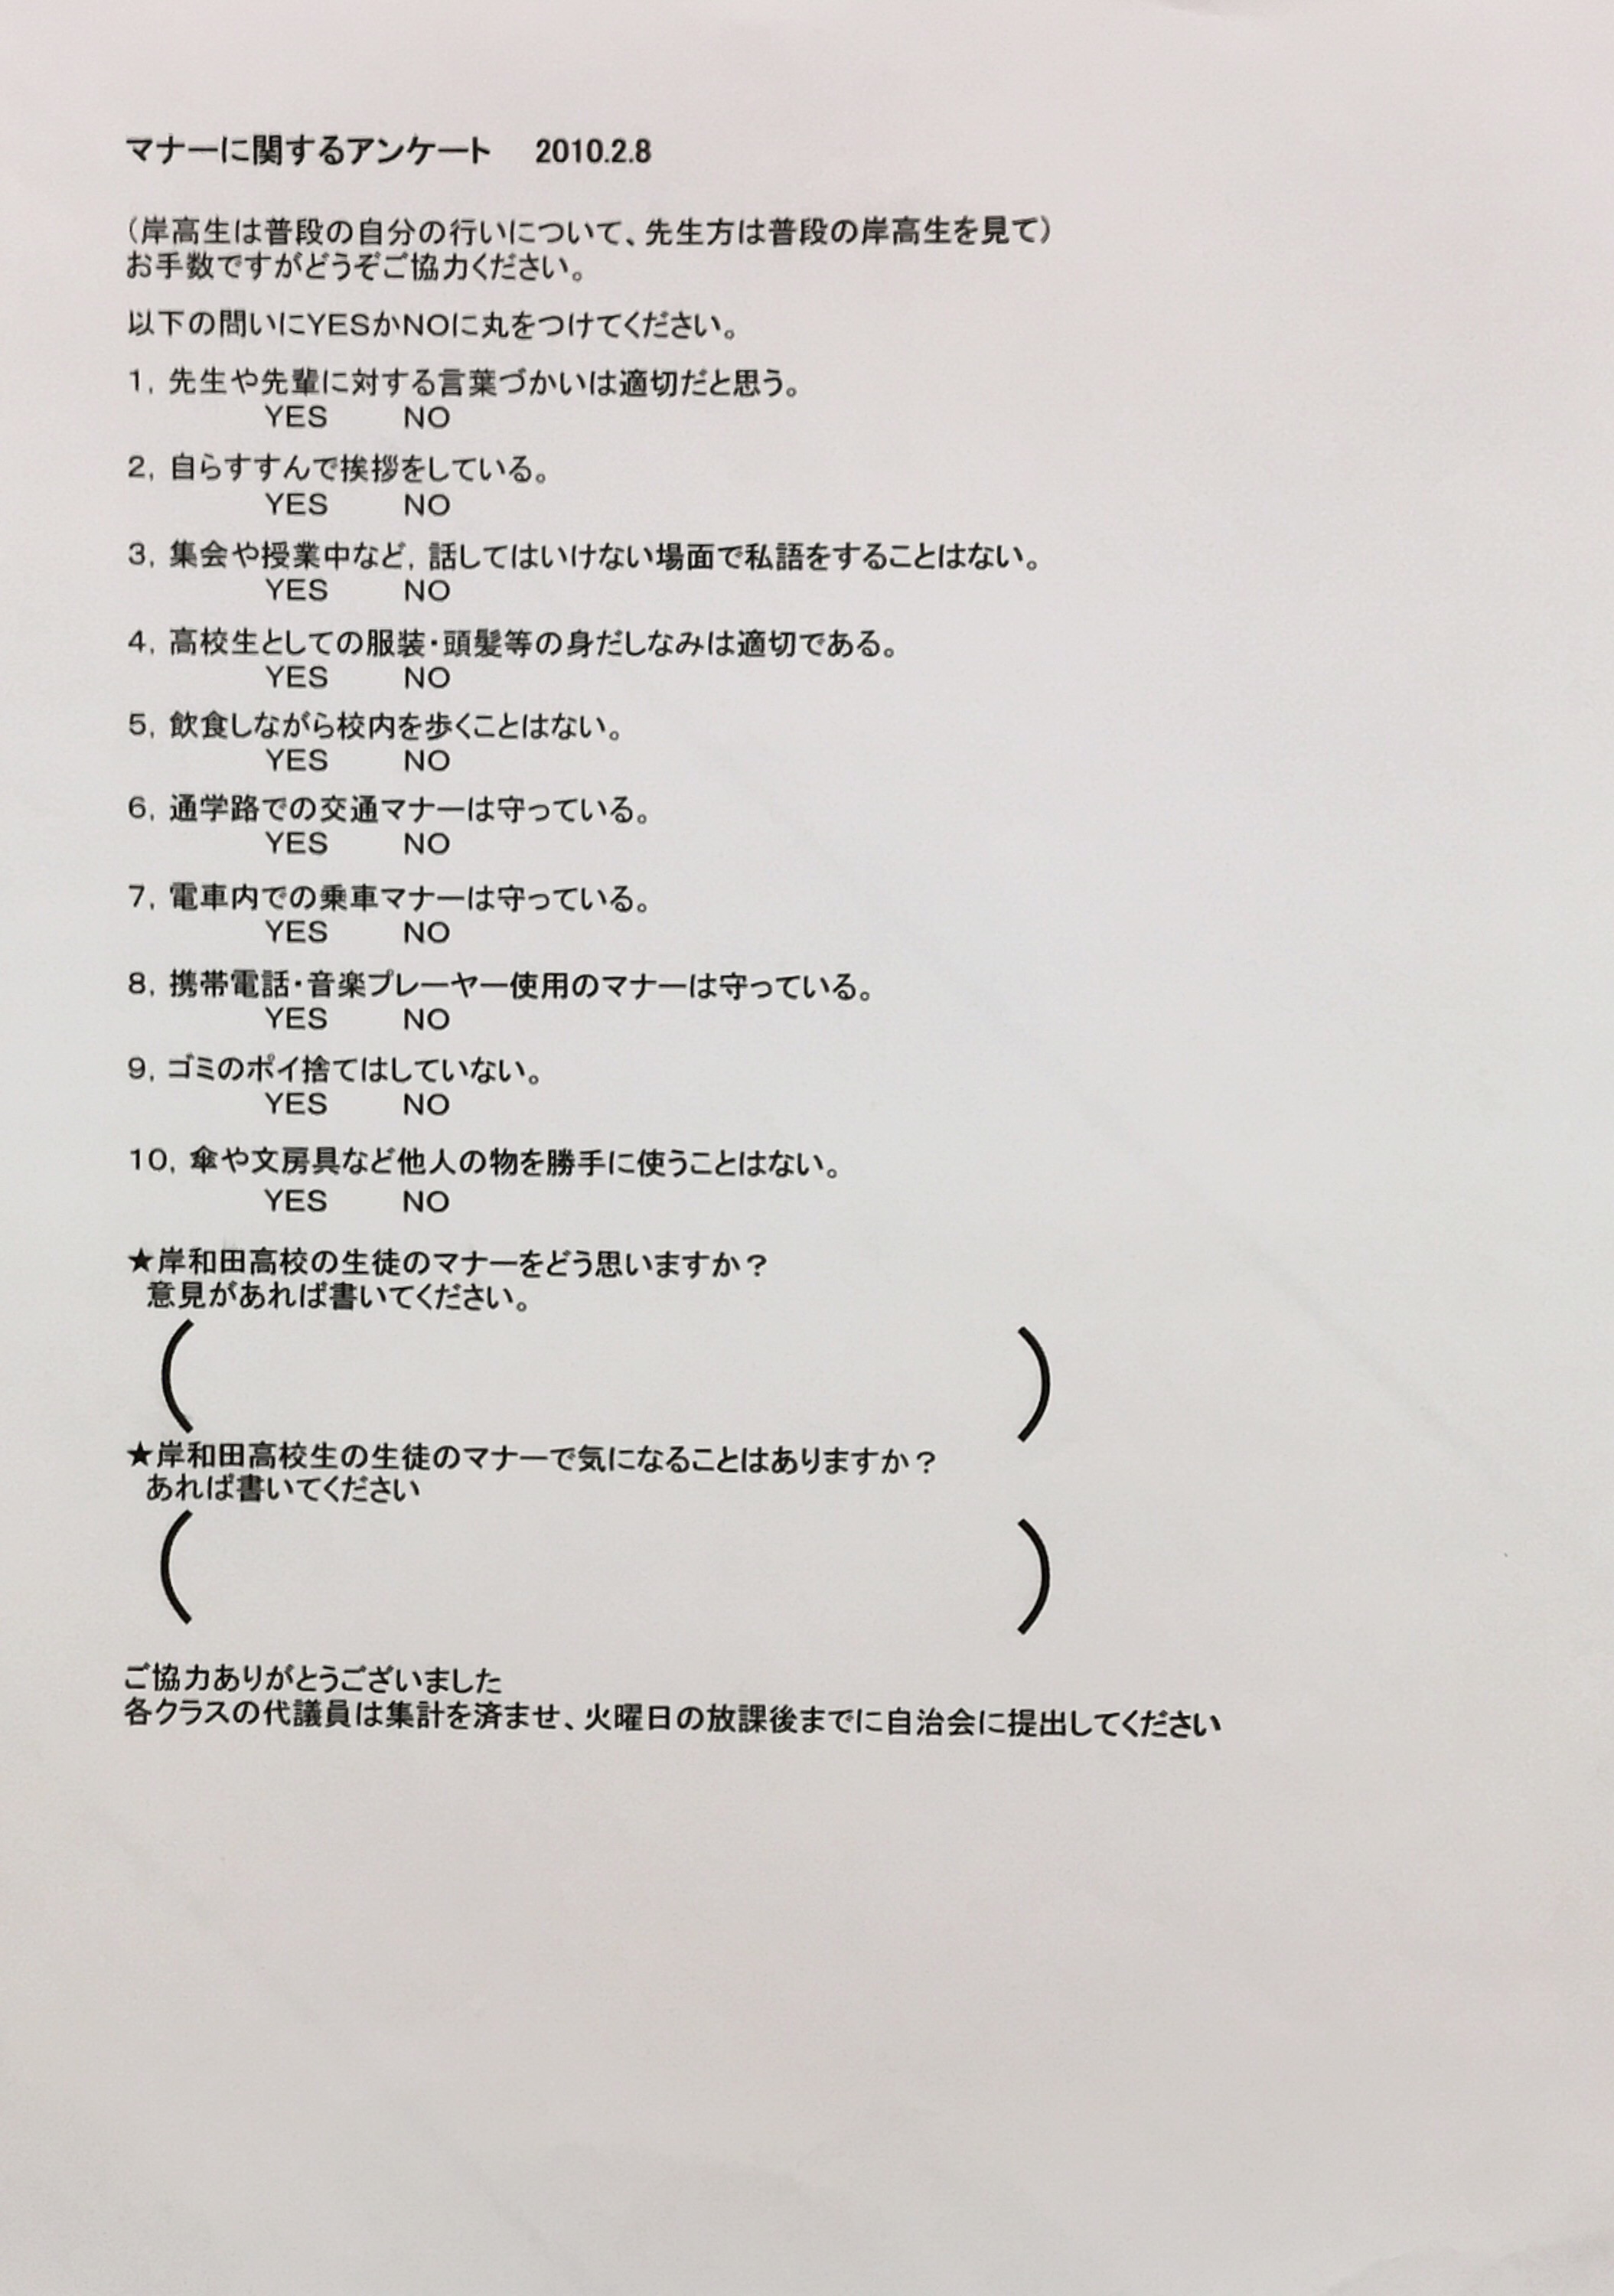 マナーに関するアンケート　2010.2.8
（岸高生は普段の自分の行いについて、先生方は普段の岸高生を見て）
お手数ですがどうぞご協力ください。
以下の問いにYESかNOに丸をつけてください。
1, 先生や先輩に対する言葉づかいは適切だと思う。
YES　NO
2, 自らすすんで挨拶をしている。
YES　NO
3, 集会や授業中など, 話してはいけない場面で私語をすることはない。
YES　NO
4, 高校生としての服装・頭髪等の身だしなみは適切である。
YES　NO
5, 飲食しながら校内を歩くことはない。
YES　NO
6, 通学路での交通マナーは守っている。
YES　NO
7, 電車内での乗車マナーは守っている。
YES　NO
8, 携帯電話・音楽プレーヤー使用のマナーは守っている。
YES　NO
9, ゴミのポイ捨てはしていない。
YES　NO
10, 傘や文房具など他人の物を勝手に使うことはない。
YES　NO
★岸和田高校の生徒のマナーをどう思いますか？
意見があれば書いてください。
（　）
★岸和田高校生の生徒のマナーで気になることはありますか？
あれば書いてください
（　）
ご協力ありがとうございました
各クラスの代議員は集計を済ませ、火曜日の放課後までに自治会に提出してください